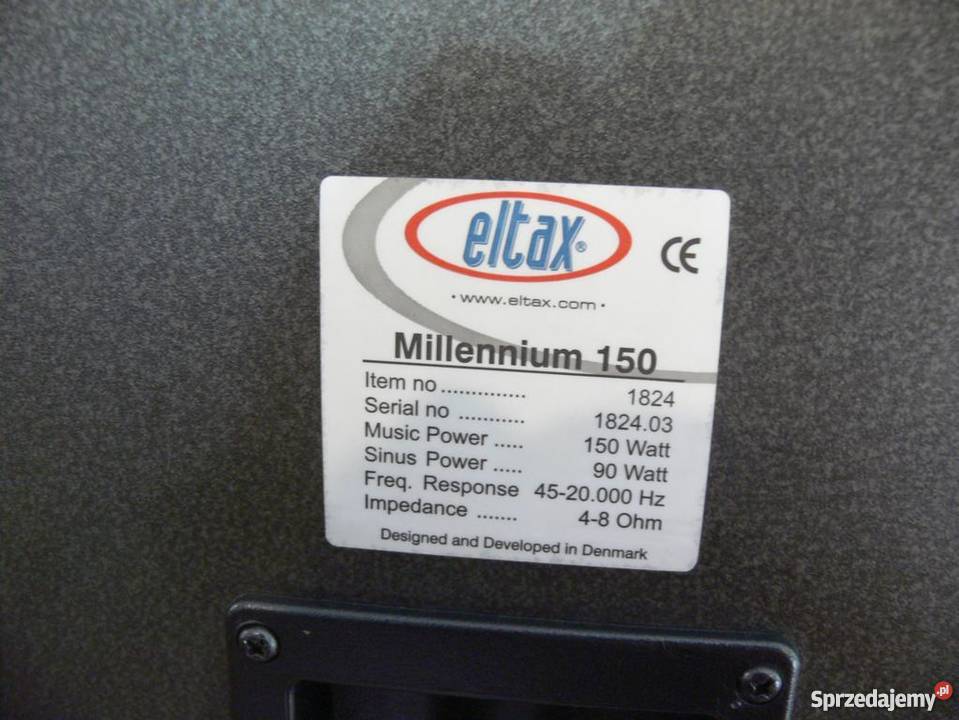 eltax®
CE
· www.eltax.com ·
Millennium 150
Item no .............. 1824
Serial no ........... 1824.03
Music Power ..... 150 Watt
Sinus Power ..... 90 Watt
Freq. Response 45-20.000 Hz
Impedance ....... 4-8 Ohm
Designed and Developed in Denmark
Sprzedajemy.pl